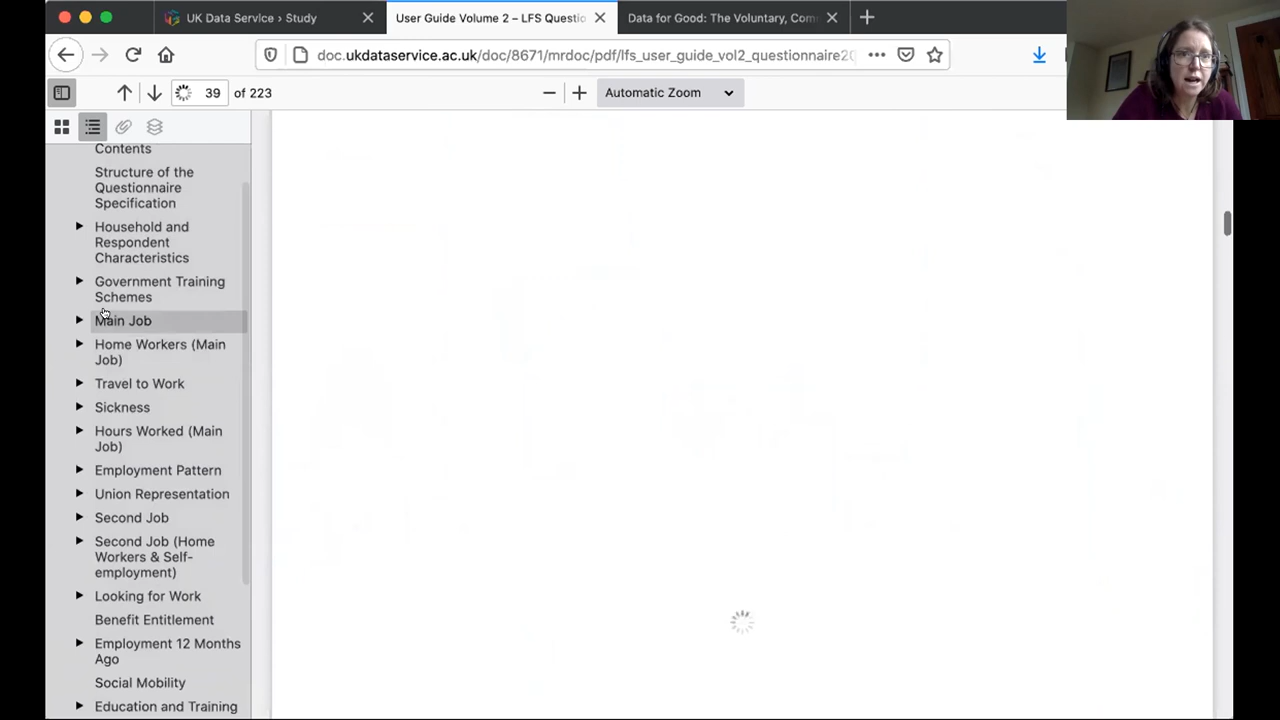 UK Data Service › Study
User Guide Volume 2 – LFS Questio
Data for Good: The Voluntary, Com
doc.ukdataservice.ac.uk/doc/8671/mrdoc/pdf/lfs_user_guide_vol2_questionnaire20
39 of 223
Automatic Zoom
Contents
Structure of the
Questionnaire
Specification
Household and
Respondent
Characteristics
Government Training
Schemes
Main Job
Home Workers (Main
Job)
Travel to Work
Sickness
Hours Worked (Main
Job)
Employment Pattern
Union Representation
Second Job
Second Job (Home
Workers & Self-
employment)
Looking for Work
Benefit Entitlement
Employment 12 Months
Ago
Social Mobility
Education and Training